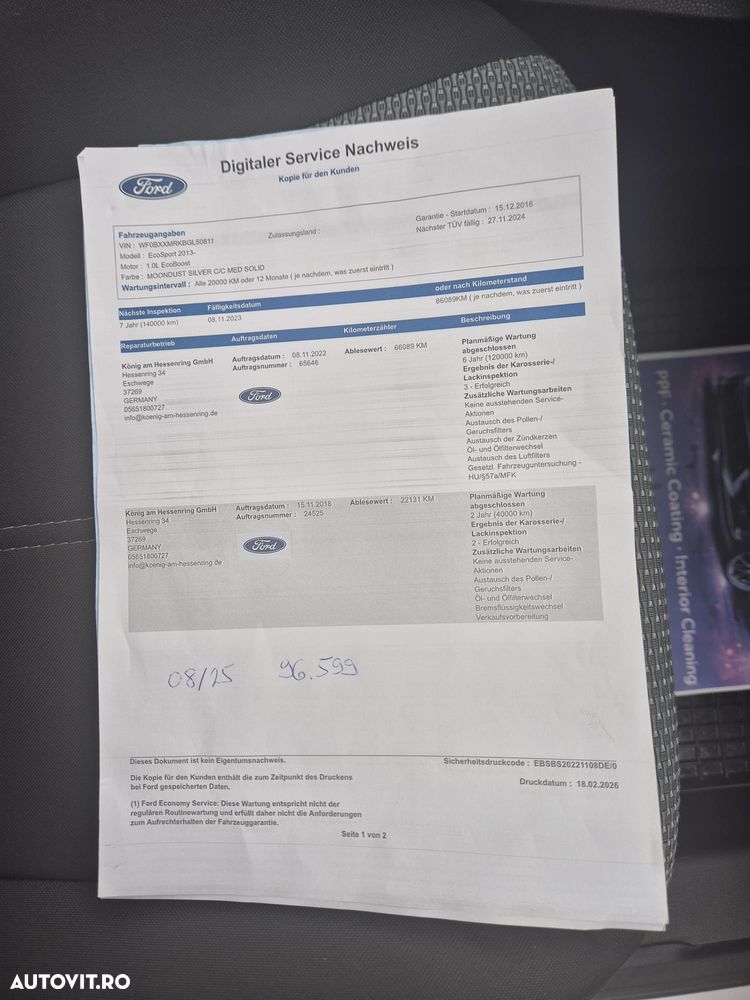 Digitaler Service Nachweis
Kopie für den Kunden
Ford
Fahrzeugangaben
VIN : WF0BXXMRKBGL50811
Zulassungsland :
Garantie - Startdatum : 15.12.2016
Nächster TÜV fällig : 27.11.2024
Modell : EcoSport 2013-
Motor : 1.0L EcoBoost
Farbe : MOONDUST SILVER C/C MED SOLID
Wartungsintervall : Alle 20000 KM oder 12 Monate ( je nachdem, was zuerst eintritt )
Nächste Inspektion Fälligkeitsdatum oder nach Kilometerstand
7 Jahr (140000 km) 08.11.2023 86089KM ( je nachdem, was zuerst eintritt )
Reparaturbetrieb Auftragsdaten Kilometerzähler Beschreibung
König am Hessenring GmbH
Hessenring 34
Eschwege
37269
GERMANY
05651800727
info@koenig-am-hessenring.de
Auftragsdatum : 08.11.2022
Auftragsnummer : 65646
Ford
Ablesewert : 66089 KM
Planmäßige Wartung
abgeschlossen
6 Jahr (120000 km)
Ergebnis der Karosserie-/
Lackinspektion
3 - Erfolgreich
Zusätzliche Wartungsarbeiten
Keine ausstehenden Service-
Aktionen
Austausch des Pollen-/
Geruchsfilters
Austausch der Zündkerzen
Öl- und Ölfilterwechsel
Austausch des Luftfilters
Gesetzl. Fahrzeuguntersuchung -
HU/§57a/MFK
König am Hessenring GmbH
Hessenring 34
Eschwege
37269
GERMANY
05651800727
info@koenig-am-hessenring.de
Auftragsdatum : 15.11.2018
Auftragsnummer : 24525
Ford
Ablesewert : 22131 KM
Planmäßige Wartung
abgeschlossen
2 Jahr (40000 km)
Ergebnis der Karosserie-/
Lackinspektion
2 - Erfolgreich
Zusätzliche Wartungsarbeiten
Keine ausstehenden Service-
Aktionen
Austausch des Pollen-/
Geruchsfilters
Öl- und Ölfilterwechsel
Bremsflüssigkeitswechsel
Verkaufsvorbereitung
08/25 96.599
Dieses Dokument ist kein Eigentumsnachweis.
Sicherheitsdruckcode : EBSBS20221108DE/0
Die Kopie für den Kunden enthält die zum Zeitpunkt des Druckens
bei Ford gespeicherten Daten.
Druckdatum : 18.02.2026
(1) Ford Economy Service: Diese Wartung entspricht nicht der
regulären Routinewartung und erfüllt daher nicht die Anforderungen
zum Aufrechterhalten der Fahrzeuggarantie.
Seite 1 von 2
PPF · Ceramic Coating · Interior Cleaning
AUTOVIT.RO